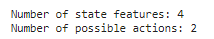 Number of state features: 4
Number of possible actions: 2